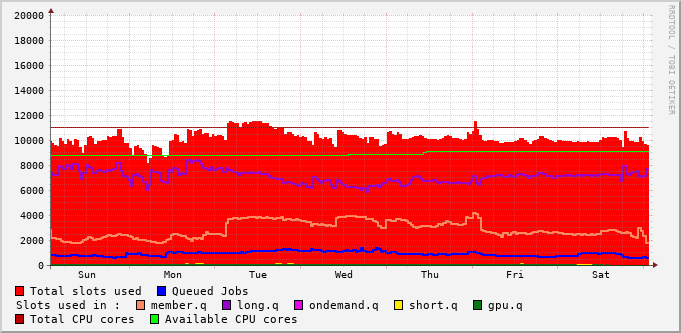 20000
18000
16000
14000
12000
10000
8000
6000
4000
2000
0
Sun Mon Tue Wed Thu Fri Sat
RRDTOOL / TOBI OETIKER
Total slots used Queued Jobs
Slots used in : member.q long.q ondemand.q short.q gpu.q
Total CPU cores Available CPU cores